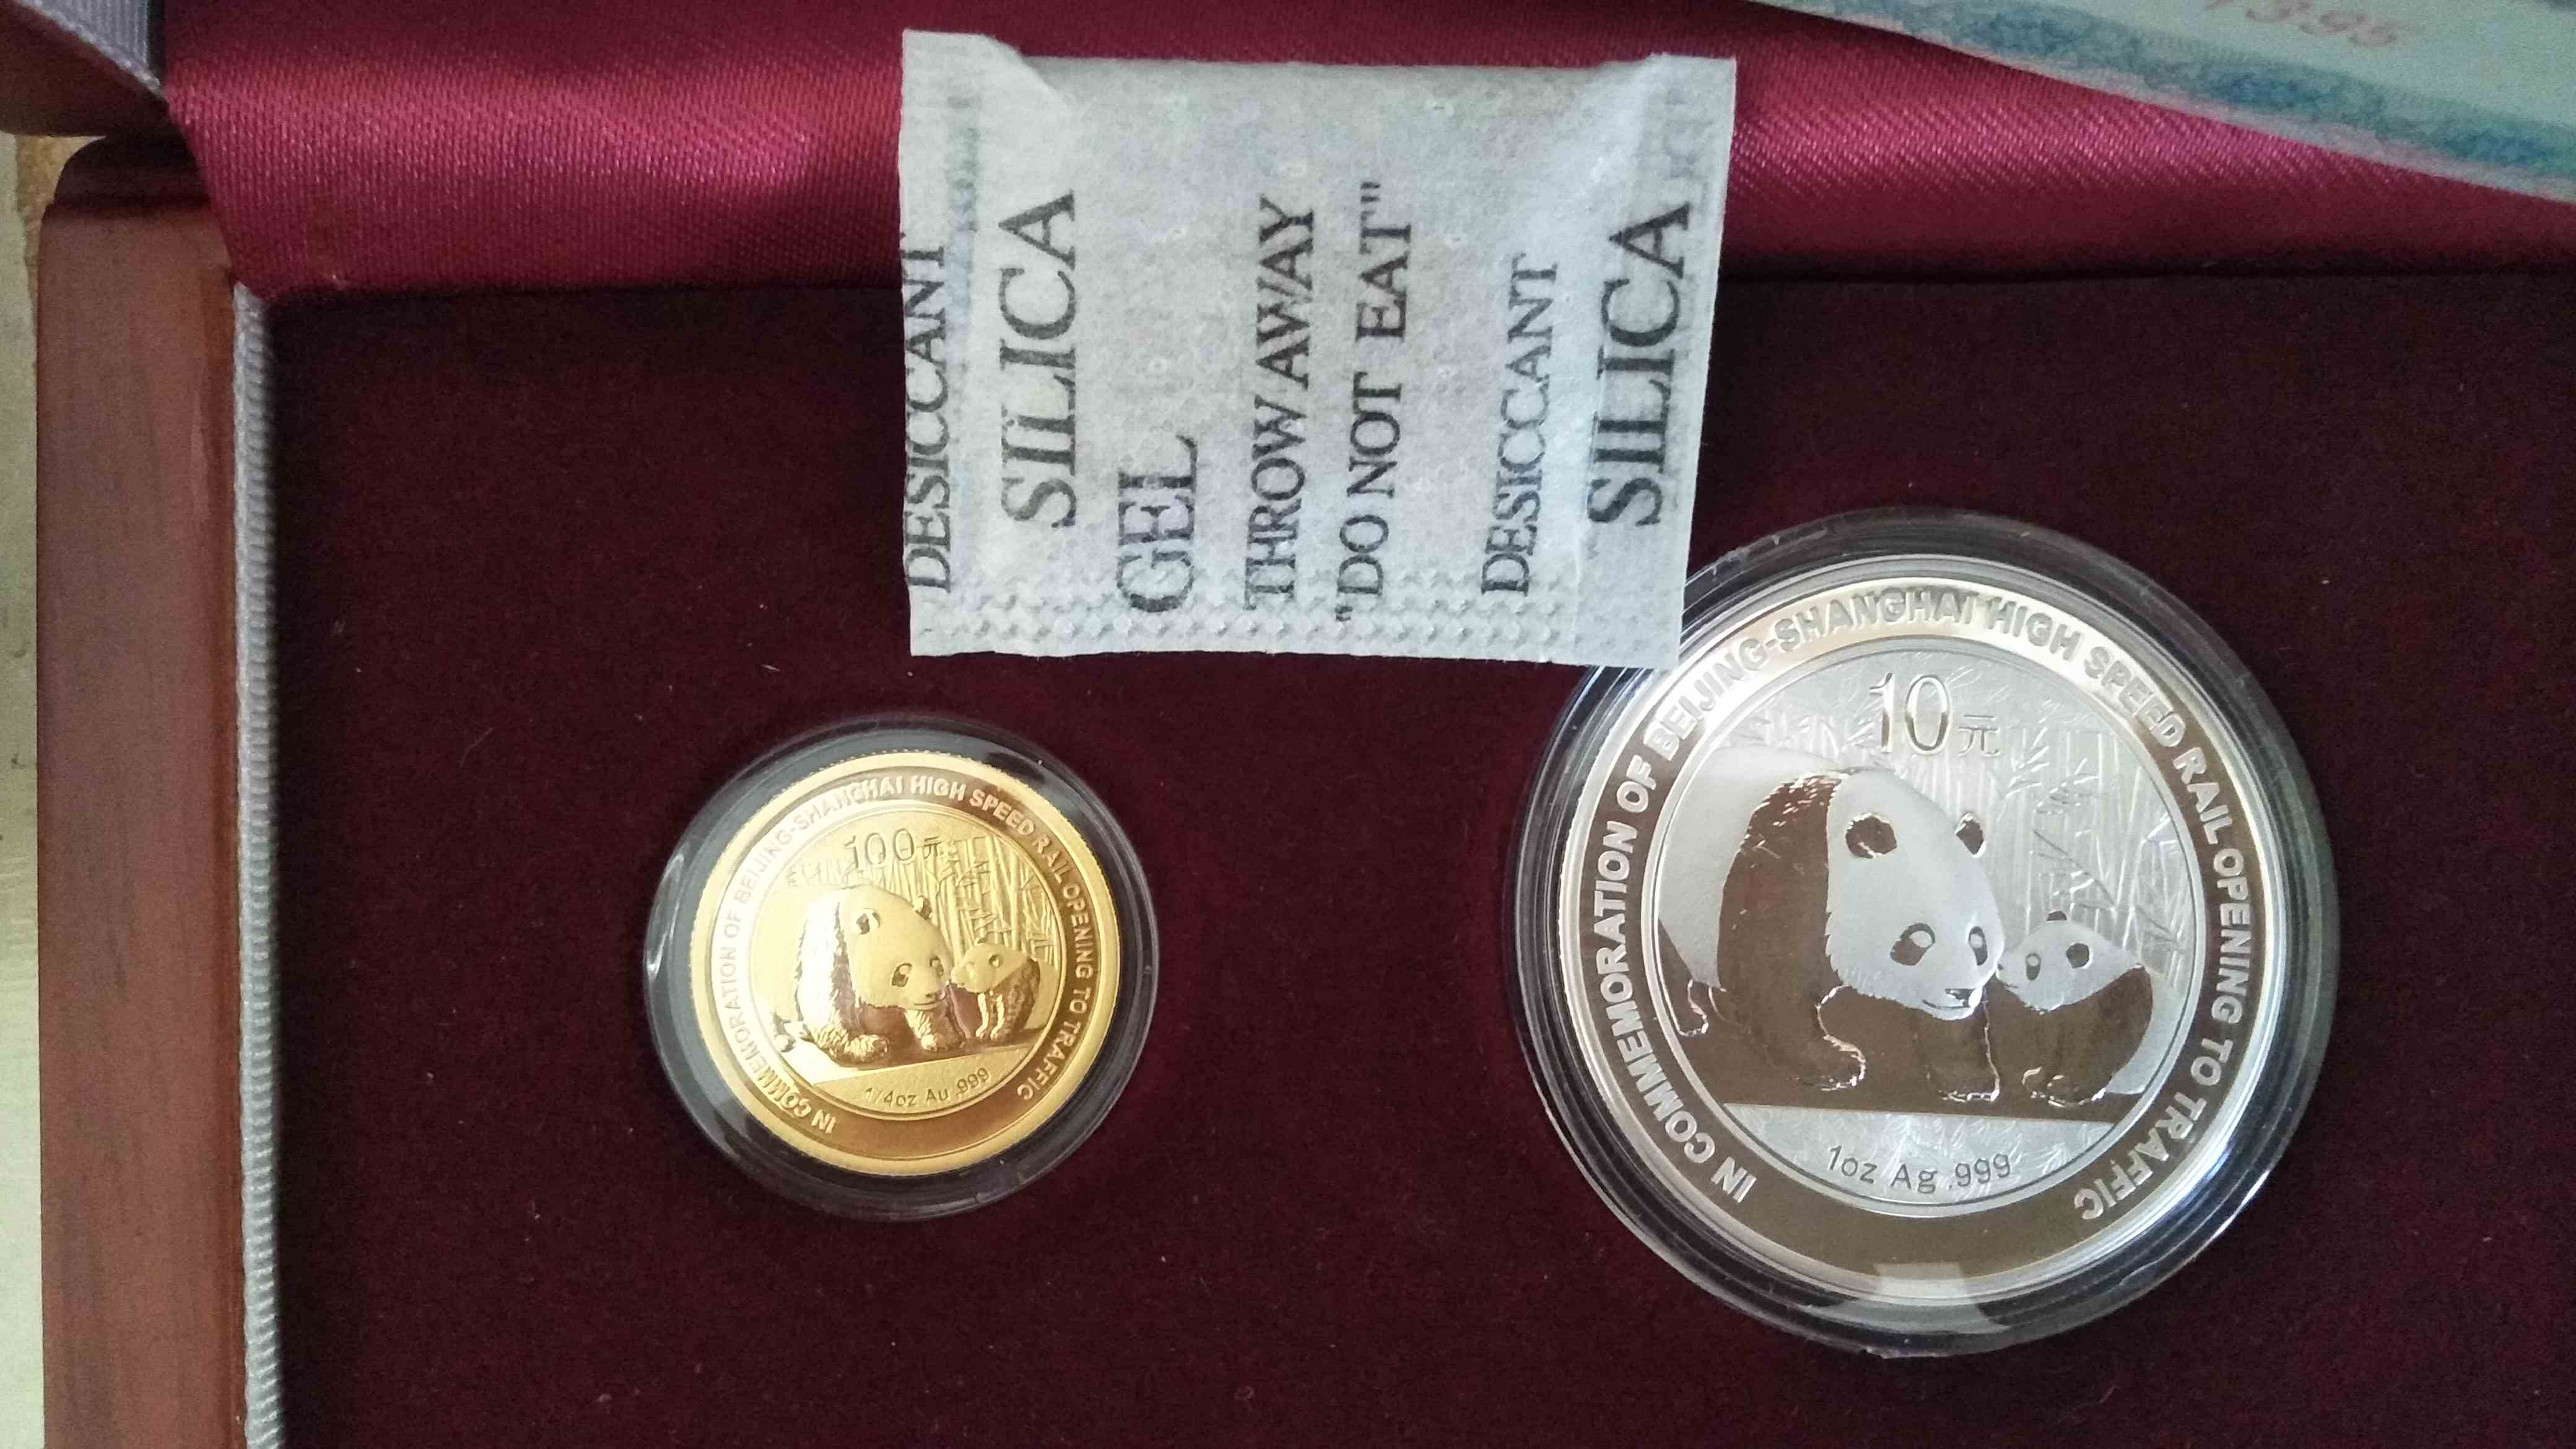 1395
DESICCANT
SILICA
GEL
THROW AWAY
"DO NOT EAT"
DESICCANT
SILICA
IN COMMEMORATION OF BEIJING-SHANGHAI HIGH SPEED RAIL OPENING TO TRAFFIC
100元
1/4oz Au .999
IN COMMEMORATION OF BEIJING-SHANGHAI HIGH SPEED RAIL OPENING TO TRAFFIC
10元
1oz Ag .999